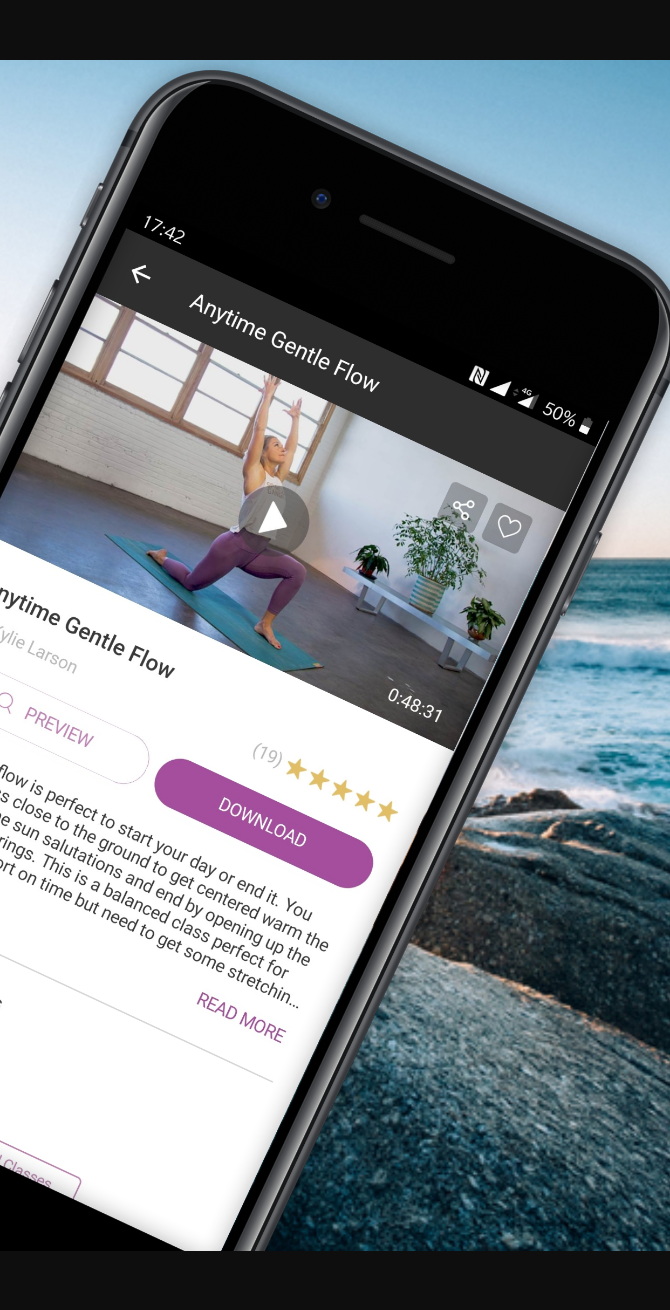 17:42
4G 50%
Anytime Gentle Flow
0:48:31
nytime Gentle Flow
ylie Larson
(19)
PREVIEW
DOWNLOAD
flow is perfect to start your day or end it. You
s close to the ground to get centered warm the
e sun salutations and end by opening up the
rings. This is a balanced class perfect for
ort on time but need to get some stretchin...
READ MORE
Classes